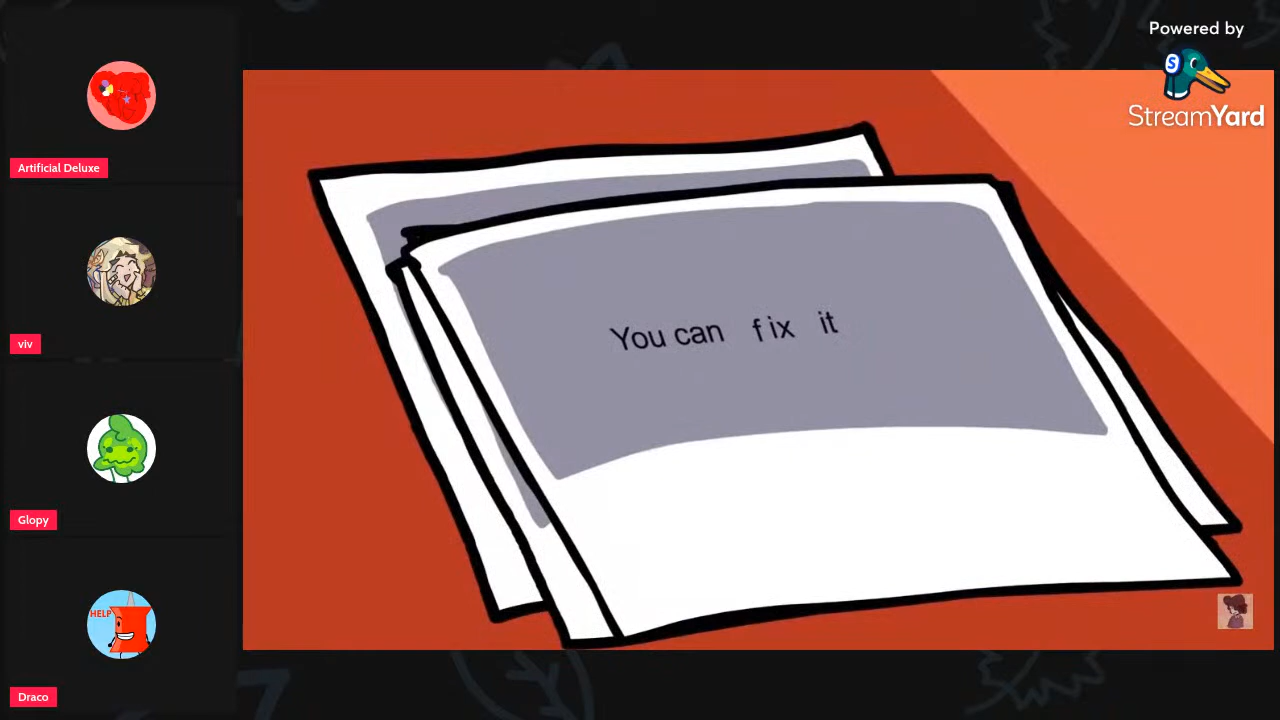 Powered by
StreamYard
Artificial Deluxe
viv
Glopy
HELP
Draco
You can fix it